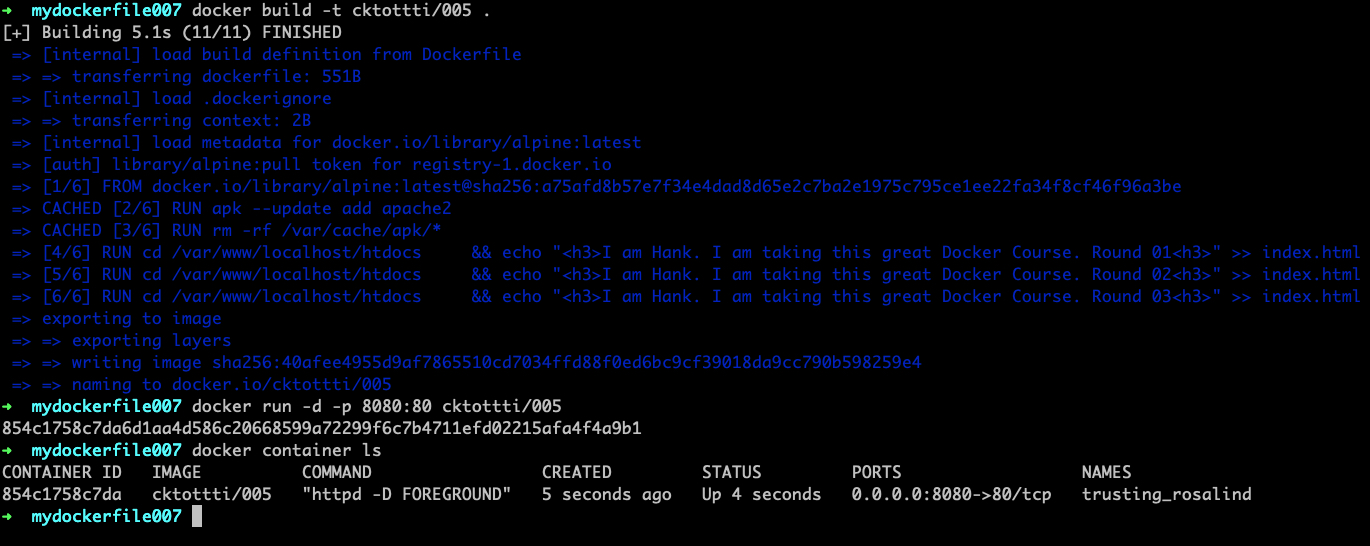 ➜  mydockerfile007 docker build -t cktottti/005 .
[+] Building 5.1s (11/11) FINISHED
 => [internal] load build definition from Dockerfile
 => => transferring dockerfile: 551B
 => [internal] load .dockerignore
 => => transferring context: 2B
 => [internal] load metadata for docker.io/library/alpine:latest
 => [auth] library/alpine:pull token for registry-1.docker.io
 => [1/6] FROM docker.io/library/alpine:latest@sha256:a75afd8b57e7f34e4dad8d65e2c7ba2e1975c795ce1ee22fa34f8cf46f96a3be
 => CACHED [2/6] RUN apk --update add apache2
 => CACHED [3/6] RUN rm -rf /var/cache/apk/*
 => [4/6] RUN cd /var/www/localhost/htdocs     && echo "<h3>I am Hank. I am taking this great Docker Course. Round 01<h3>" >> index.html
 => [5/6] RUN cd /var/www/localhost/htdocs     && echo "<h3>I am Hank. I am taking this great Docker Course. Round 02<h3>" >> index.html
 => [6/6] RUN cd /var/www/localhost/htdocs     && echo "<h3>I am Hank. I am taking this great Docker Course. Round 03<h3>" >> index.html
 => exporting to image
 => => exporting layers
 => => writing image sha256:40afee4955d9af7865510cd7034ffd88f0ed6bc9cf39018da9cc790b598259e4
 => => naming to docker.io/cktottti/005
➜  mydockerfile007 docker run -d -p 8080:80 cktottti/005
854c1758c7da6d1aa4d586c20668599a72299f6c7b4711efd02215afa4f4a9b1
➜  mydockerfile007 docker container ls
CONTAINER ID   IMAGE          COMMAND                 CREATED         STATUS         PORTS                  NAMES
854c1758c7da   cktottti/005   "httpd -D FOREGROUND"   5 seconds ago   Up 4 seconds   0.0.0.0:8080->80/tcp   trusting_rosalind
➜  mydockerfile007